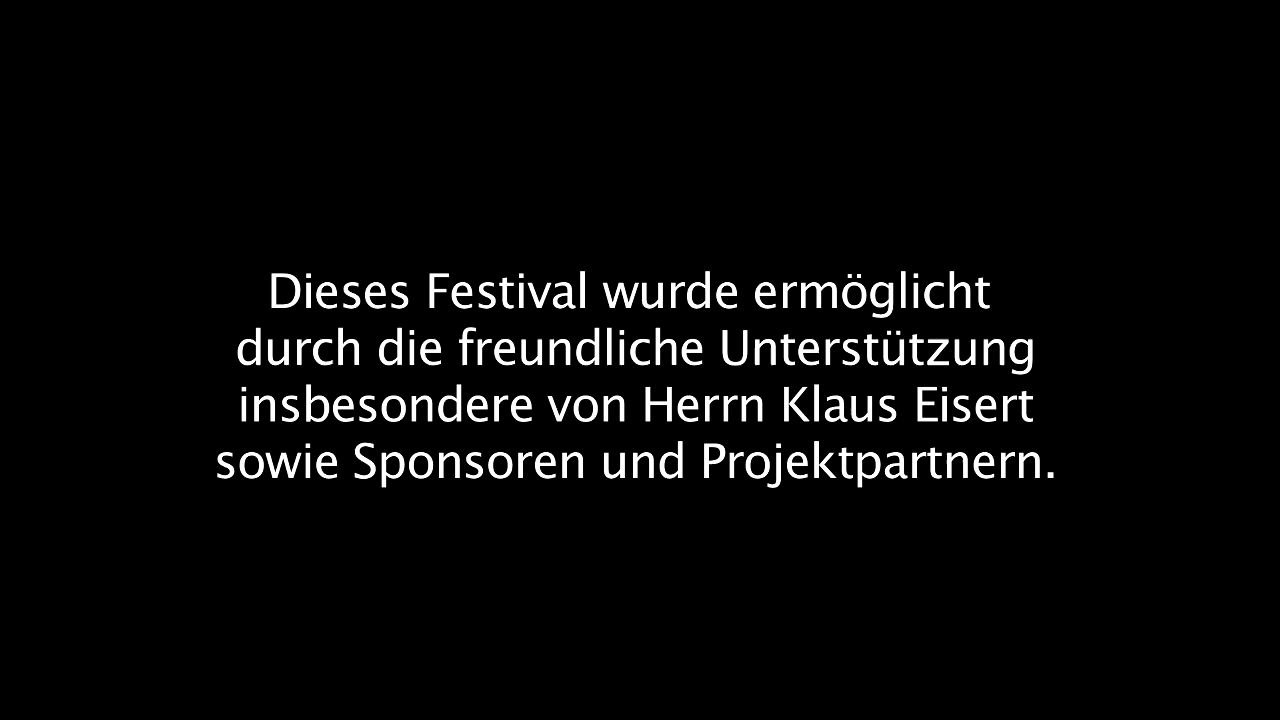 Dieses Festival wurde ermöglicht
durch die freundliche Unterstützung
insbesondere von Herrn Klaus Eisert
sowie Sponsoren und Projektpartnern.